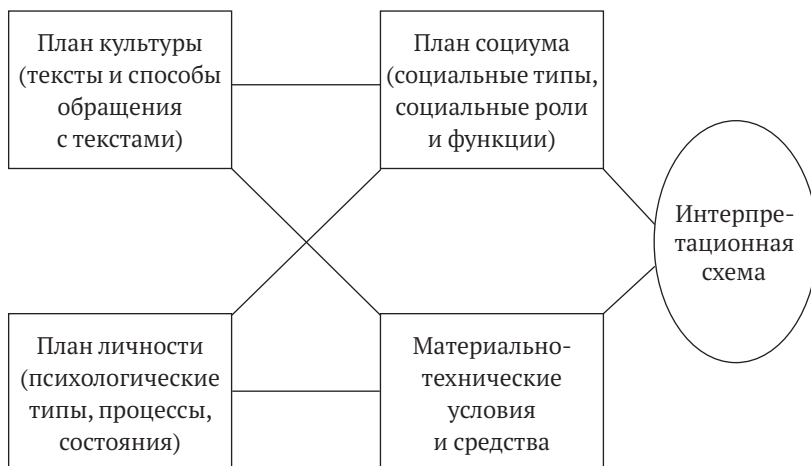 План культуры
(тексты и способы
обращения
с текстами)
План социума
(социальные типы,
социальные роли
и функции)
Интерпре-
тационная
схема
План личности
(психологические
типы, процессы,
состояния)
Материально-
технические
условия
и средства